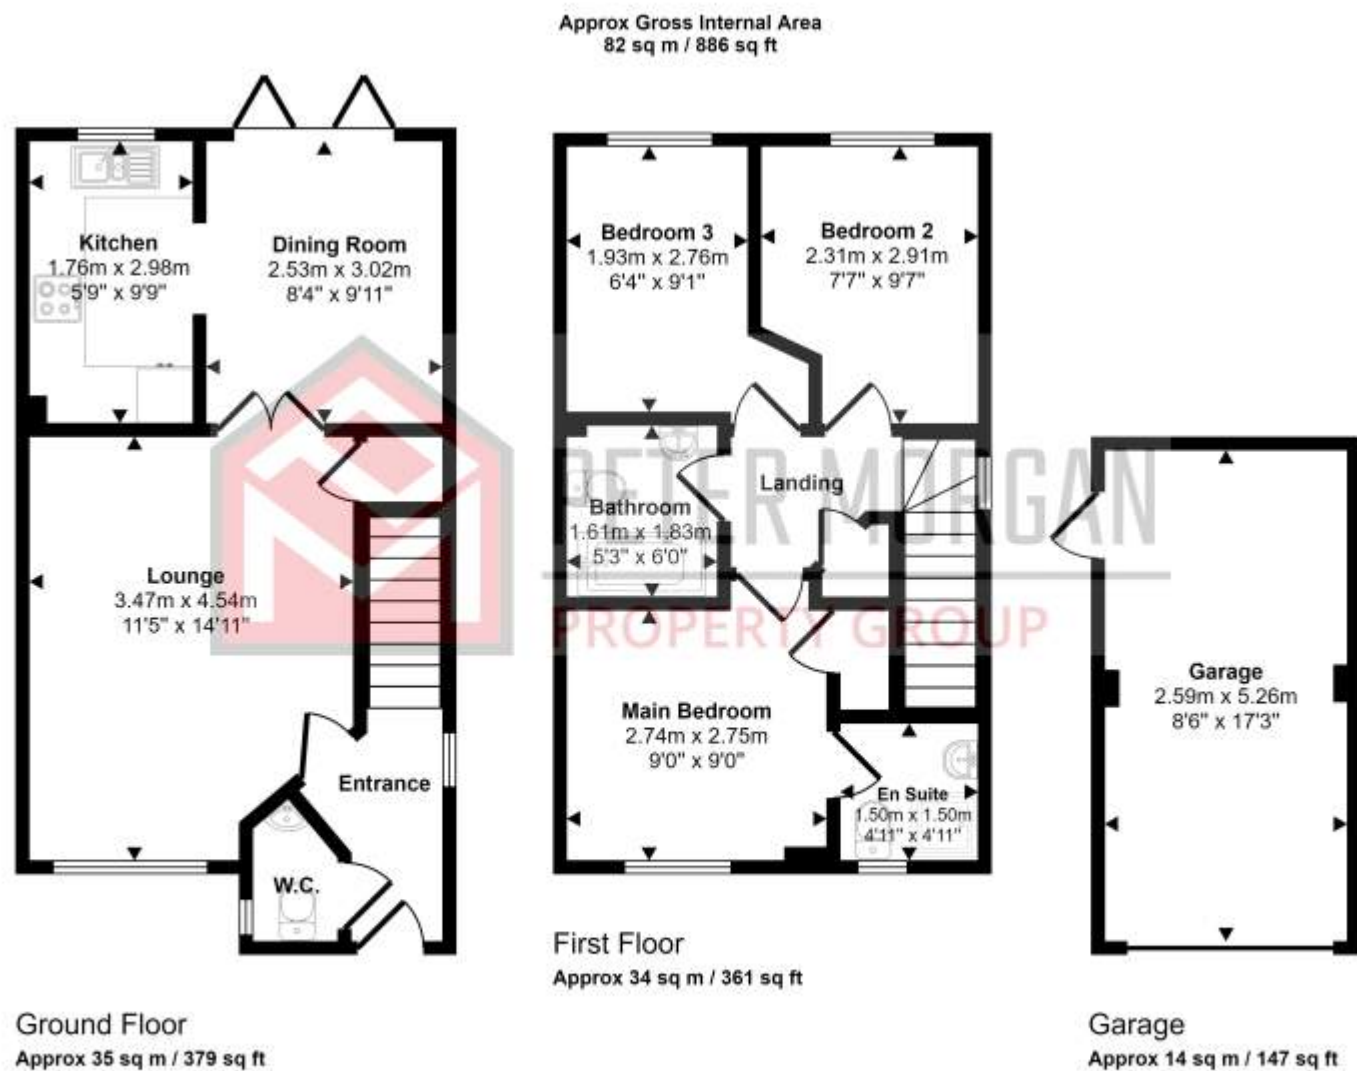 Approx Gross Internal Area
82 sq m / 886 sq ft
Kitchen
1.76m x 2.98m
5'9" x 9'9"
Dining Room
2.53m x 3.02m
8'4" x 9'11"
Lounge
3.47m x 4.54m
11'5" x 14'11"
Entrance
W.C.
Ground Floor
Approx 35 sq m / 379 sq ft
Bedroom 3
1.93m x 2.76m
6'4" x 9'1"
Bedroom 2
2.31m x 2.91m
7'7" x 9'7"
Landing
Bathroom
1.61m x 1.83m
5'3" x 6'0"
Main Bedroom
2.74m x 2.75m
9'0" x 9'0"
En Suite
1.50m x 1.50m
4'11" x 4'11"
First Floor
Approx 34 sq m / 361 sq ft
Garage
2.59m x 5.26m
8'6" x 17'3"
Garage
Approx 14 sq m / 147 sq ft
PETER MORGAN
PROPERTY GROUP